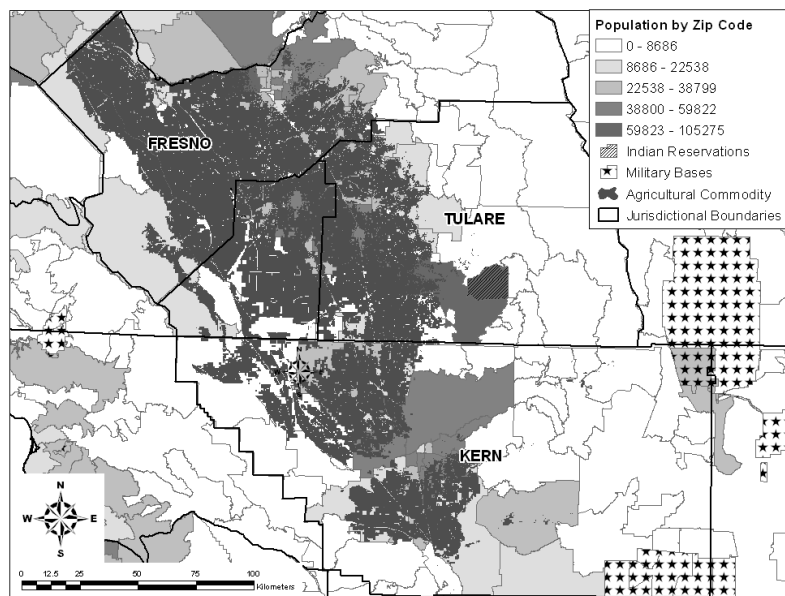 Population by Zip Code
0 - 8686
8686 - 22538
22538 - 38799
38800 - 59822
59823 - 105275
Indian Reservations
Military Bases
Agricultural Commodity
Jurisdictional Boundaries
FRESNO
TULARE
KERN
N
W E
S
0 12.5 25 50 75 100
Kilometers